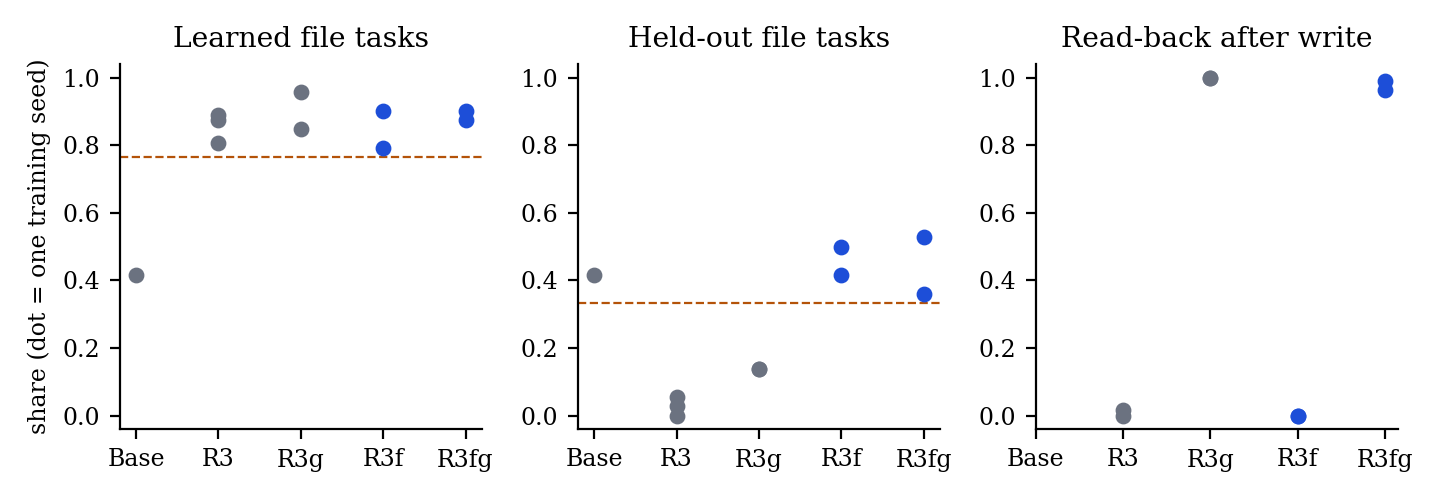 Learned file tasks
Held-out file tasks
Read-back after write
share (dot = one training seed)
1.0
0.8
0.6
0.4
0.2
0.0
Base R3 R3g R3f R3fg
1.0
0.8
0.6
0.4
0.2
0.0
Base R3 R3g R3f R3fg
1.0
0.8
0.6
0.4
0.2
0.0
Base R3 R3g R3f R3fg